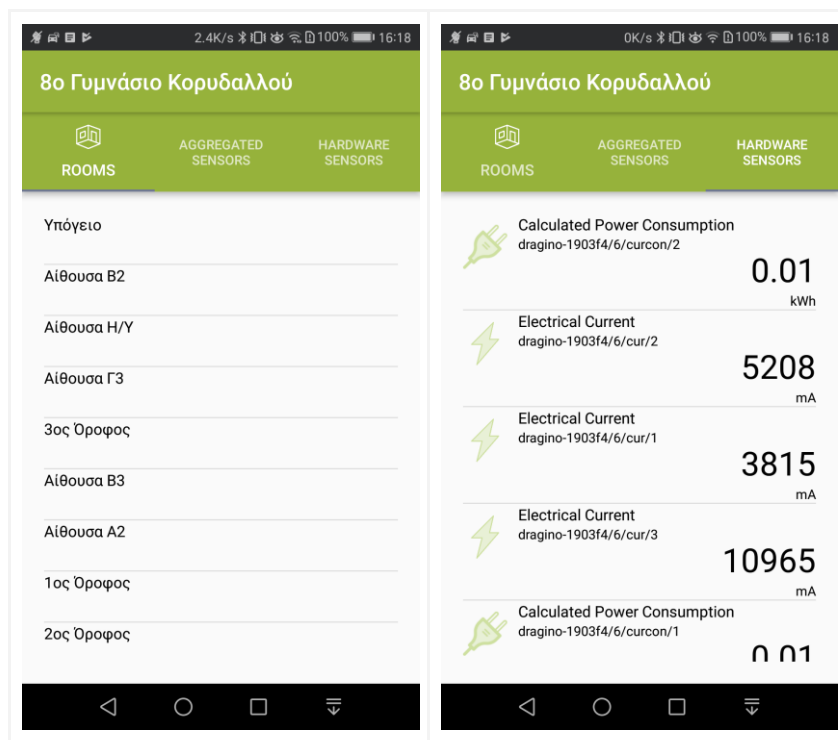 2.4K/s 100% 16:18
8ο Γυμνάσιο Κορυδαλλού
ROOMS
AGGREGATED
SENSORS
HARDWARE
SENSORS
Υπόγειο
Αίθουσα Β2
Αίθουσα Η/Υ
Αίθουσα Γ3
3ος Όροφος
Αίθουσα Β3
Αίθουσα Α2
1ος Όροφος
2ος Όροφος
0K/s 100% 16:18
8ο Γυμνάσιο Κορυδαλλού
ROOMS
AGGREGATED
SENSORS
HARDWARE
SENSORS
Calculated Power Consumption
dragino-1903f4/6/curcon/2
0.01
kWh
Electrical Current
dragino-1903f4/6/cur/2
5208
mA
Electrical Current
dragino-1903f4/6/cur/1
3815
mA
Electrical Current
dragino-1903f4/6/cur/3
10965
mA
Calculated Power Consumption
dragino-1903f4/6/curcon/1
0.01